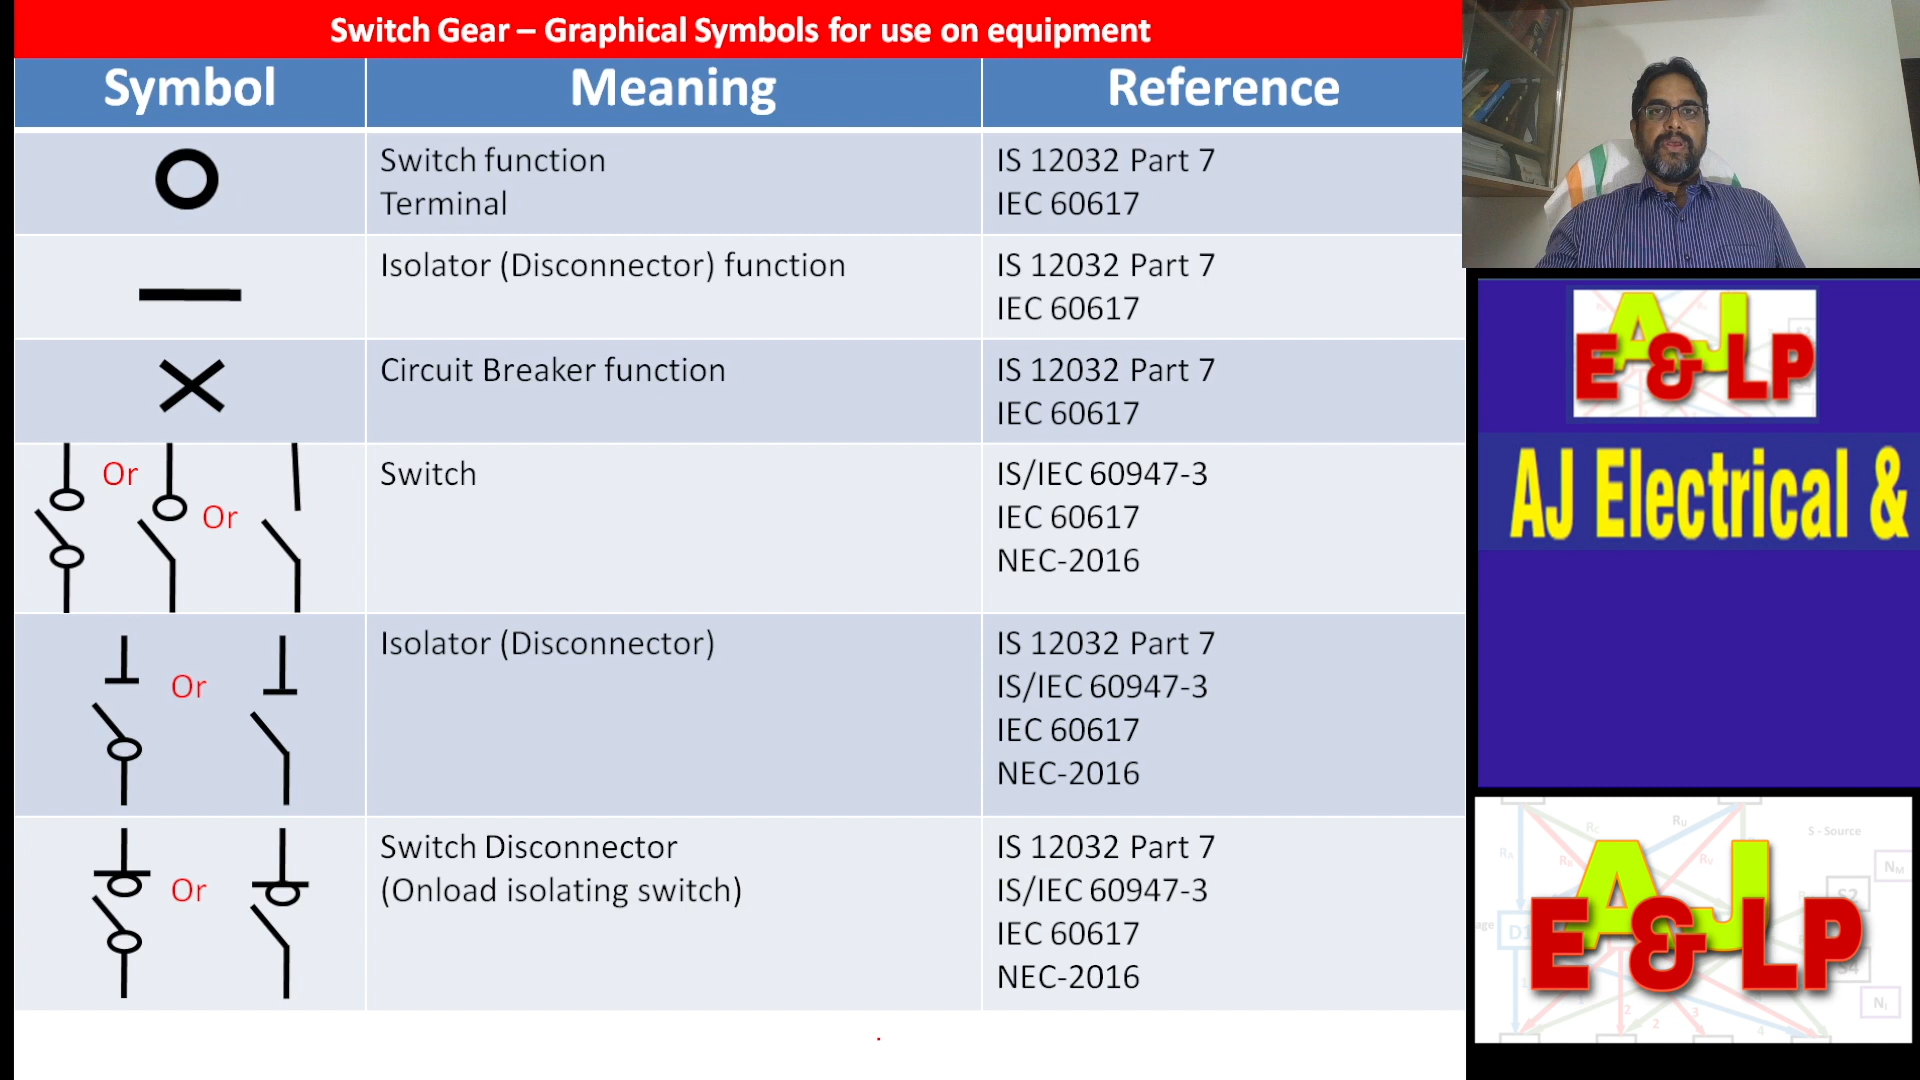 Switch Gear – Graphical Symbols for use on equipment
Symbol
Meaning
Reference
Switch function
Terminal
IS 12032 Part 7
IEC 60617
Isolator (Disconnector) function
IS 12032 Part 7
IEC 60617
Circuit Breaker function
IS 12032 Part 7
IEC 60617
Or
Or
Switch
IS/IEC 60947-3
IEC 60617
NEC-2016
Or
Isolator (Disconnector)
IS 12032 Part 7
IS/IEC 60947-3
IEC 60617
NEC-2016
Or
Switch Disconnector
(Onload isolating switch)
IS 12032 Part 7
IS/IEC 60947-3
IEC 60617
NEC-2016
AJ
E & LP
AJ Electrical &
S - Source
AJ
E & LP